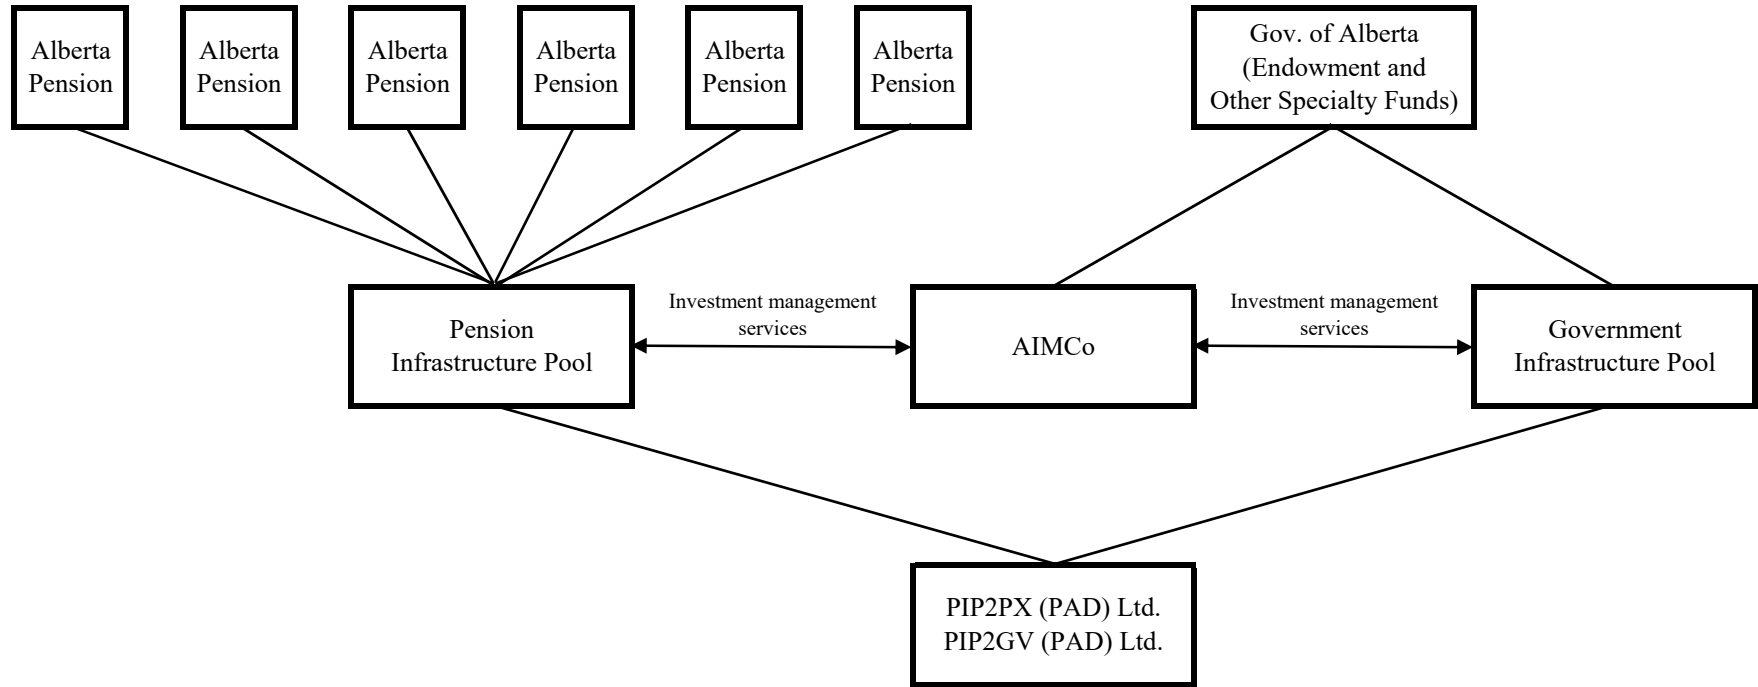 Alberta
Pension
Alberta
Pension
Alberta
Pension
Alberta
Pension
Alberta
Pension
Alberta
Pension
Gov. of Alberta
(Endowment and
Other Specialty Funds)
Pension
Infrastructure Pool
Investment management
services
AIMCo
Investment management
services
Government
Infrastructure Pool
PIP2PX (PAD) Ltd.
PIP2GV (PAD) Ltd.